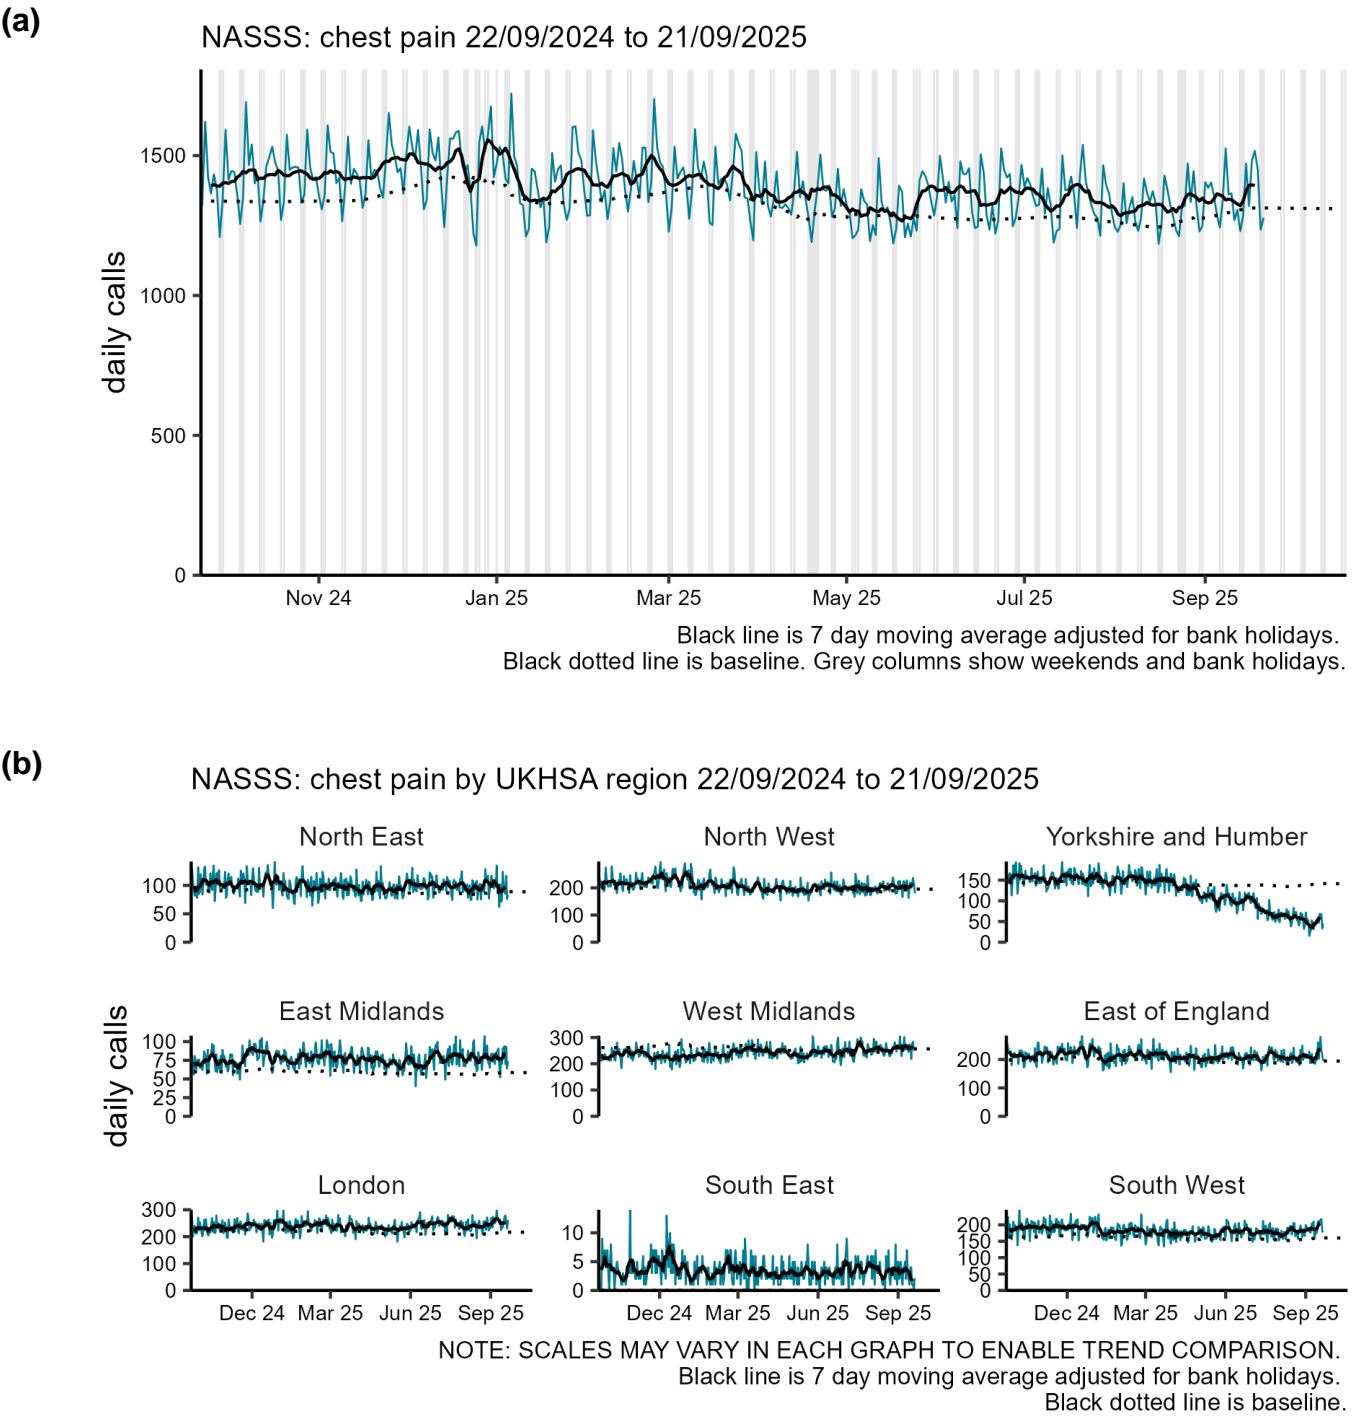 (a)
NASSS: chest pain 22/09/2024 to 21/09/2025
daily calls
1500
1000
500
0
Nov 24 Jan 25 Mar 25 May 25 Jul 25 Sep 25
Black line is 7 day moving average adjusted for bank holidays.
Black dotted line is baseline. Grey columns show weekends and bank holidays.
(b)
NASSS: chest pain by UKHSA region 22/09/2024 to 21/09/2025
daily calls
North East
100
50
0
North West
200
100
0
Yorkshire and Humber
150
100
50
0
East Midlands
100
75
50
25
0
West Midlands
300
200
100
0
East of England
200
100
0
London
300
200
100
0
South East
10
5
0
South West
200
150
100
50
0
Dec 24 Mar 25 Jun 25 Sep 25
Dec 24 Mar 25 Jun 25 Sep 25
Dec 24 Mar 25 Jun 25 Sep 25
NOTE: SCALES MAY VARY IN EACH GRAPH TO ENABLE TREND COMPARISON.
Black line is 7 day moving average adjusted for bank holidays.
Black dotted line is baseline.